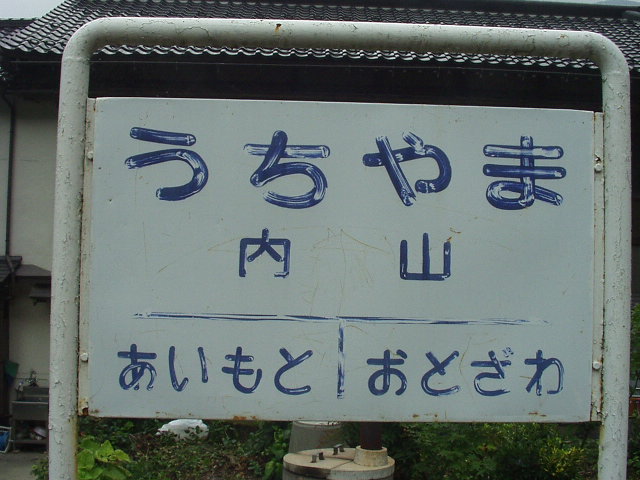 うちやま
内山
あいもと おとざわ